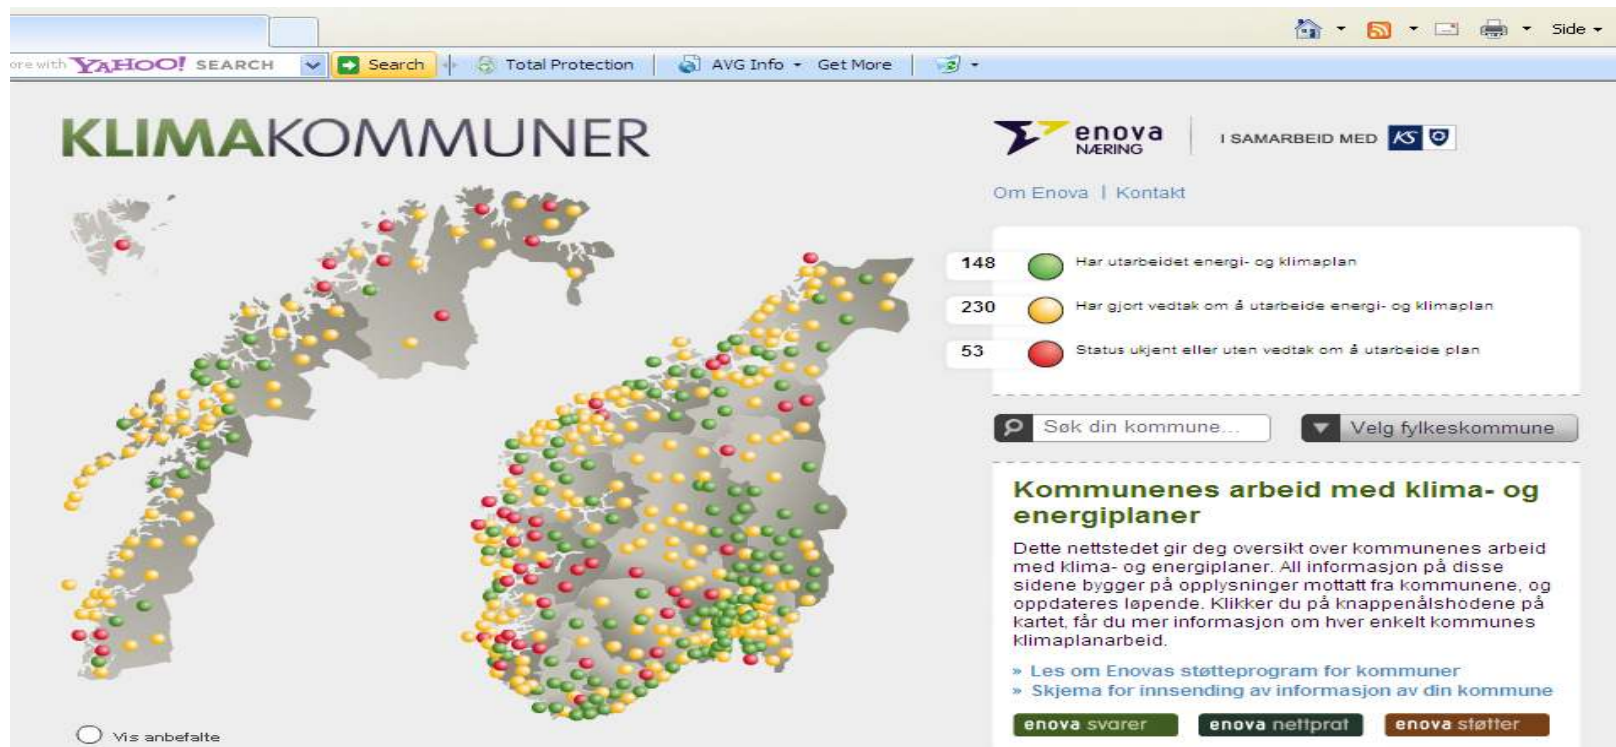 Side
ore with YAHOO! SEARCH Search Total Protection AVG Info Get More
KLIMAKOMMUNER
enova
NÆRING
I SAMARBEID MED KS
Om Enova | Kontakt
148 Har utarbeidet energi- og klimaplan
230 Har gjort vedtak om å utarbeide energi- og klimaplan
53 Status ukjent eller uten vedtak om å utarbeide plan
Søk din kommune... Velg fylkeskommune
Kommunenes arbeid med klima- og
energiplaner
Dette nettstedet gir deg oversikt over kommunenes arbeid
med klima- og energiplaner. All informasjon på disse
sidene bygger på opplysninger mottatt fra kommunene, og
oppdateres løpende. Klikker du på knappenålshodene på
kartet, får du mer informasjon om hver enkelt kommunes
klimaplanarbeid.
» Les om Enovas støtteprogram for kommuner
» Skjema for innsending av informasjon av din kommune
enova svarer enova nettprat enova støtter
Vis anbefalte